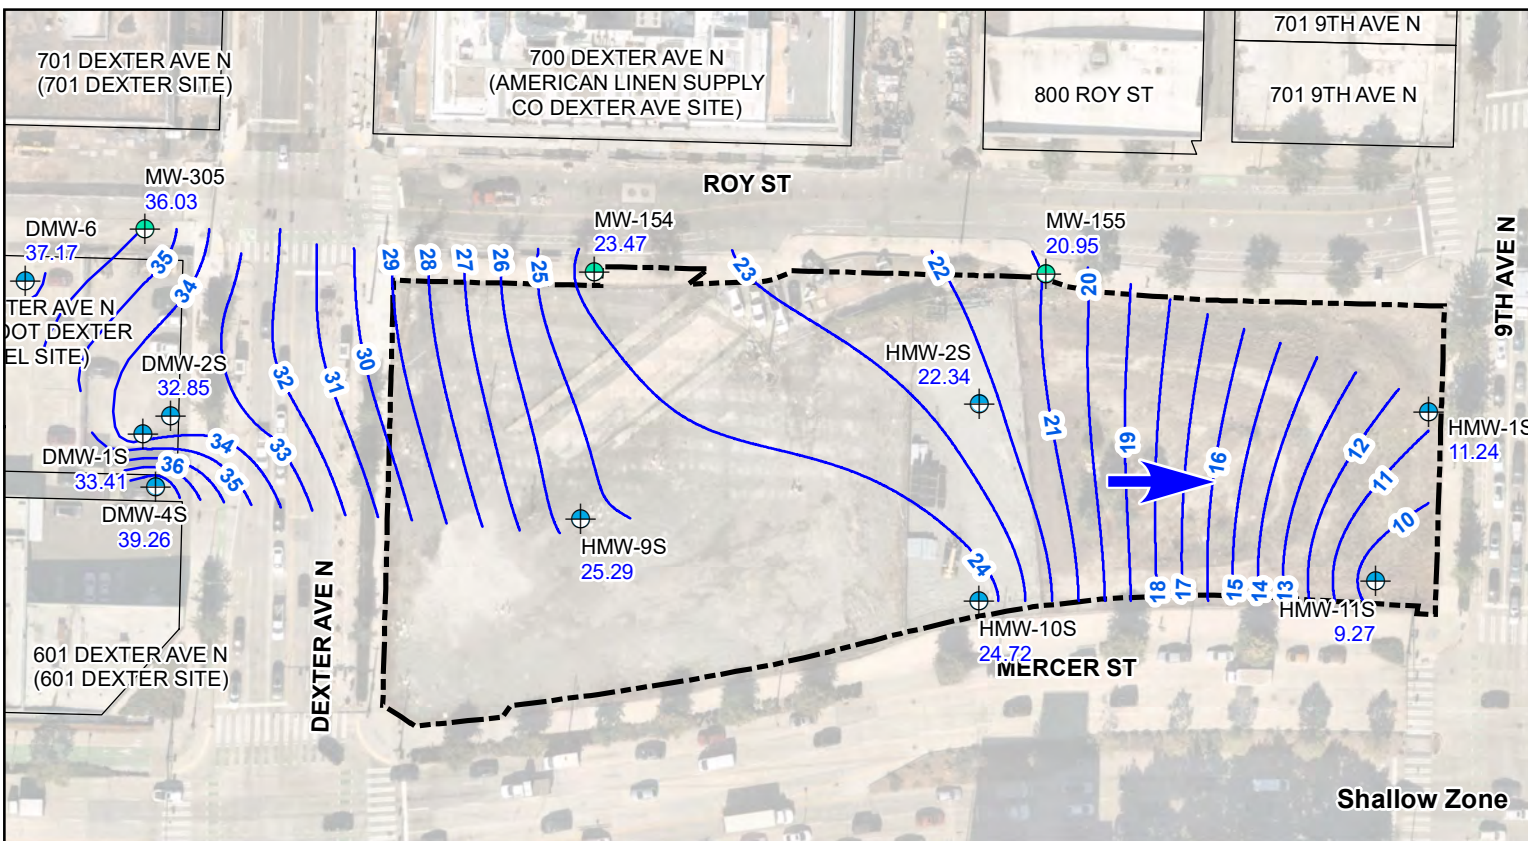 701 9TH AVE N
701 DEXTER AVE N
(701 DEXTER SITE)
700 DEXTER AVE N
(AMERICAN LINEN SUPPLY
CO DEXTER AVE SITE)
800 ROY ST
701 9TH AVE N
MW-305
36.03
ROY ST
DMW-6
37.17
MW-154
23.47
MW-155
20.95
9TH AVE N
35
34
29
28
27
26
25
23
22
20
TER AVE N
OOT DEXTER
EL SITE)
DMW-2S
32.85
32
31
30
HMW-2S
22.34
21
19
16
12
11
10
HMW-1S
11.24
DMW-1S
33.41
34
33
36
35
DMW-4S
39.26
HMW-9S
25.29
24
18
17
15
14
13
HMW-11S
9.27
HMW-10S
24.72
MERCER ST
DEXTER AVE N
601 DEXTER AVE N
(601 DEXTER SITE)
Shallow Zone